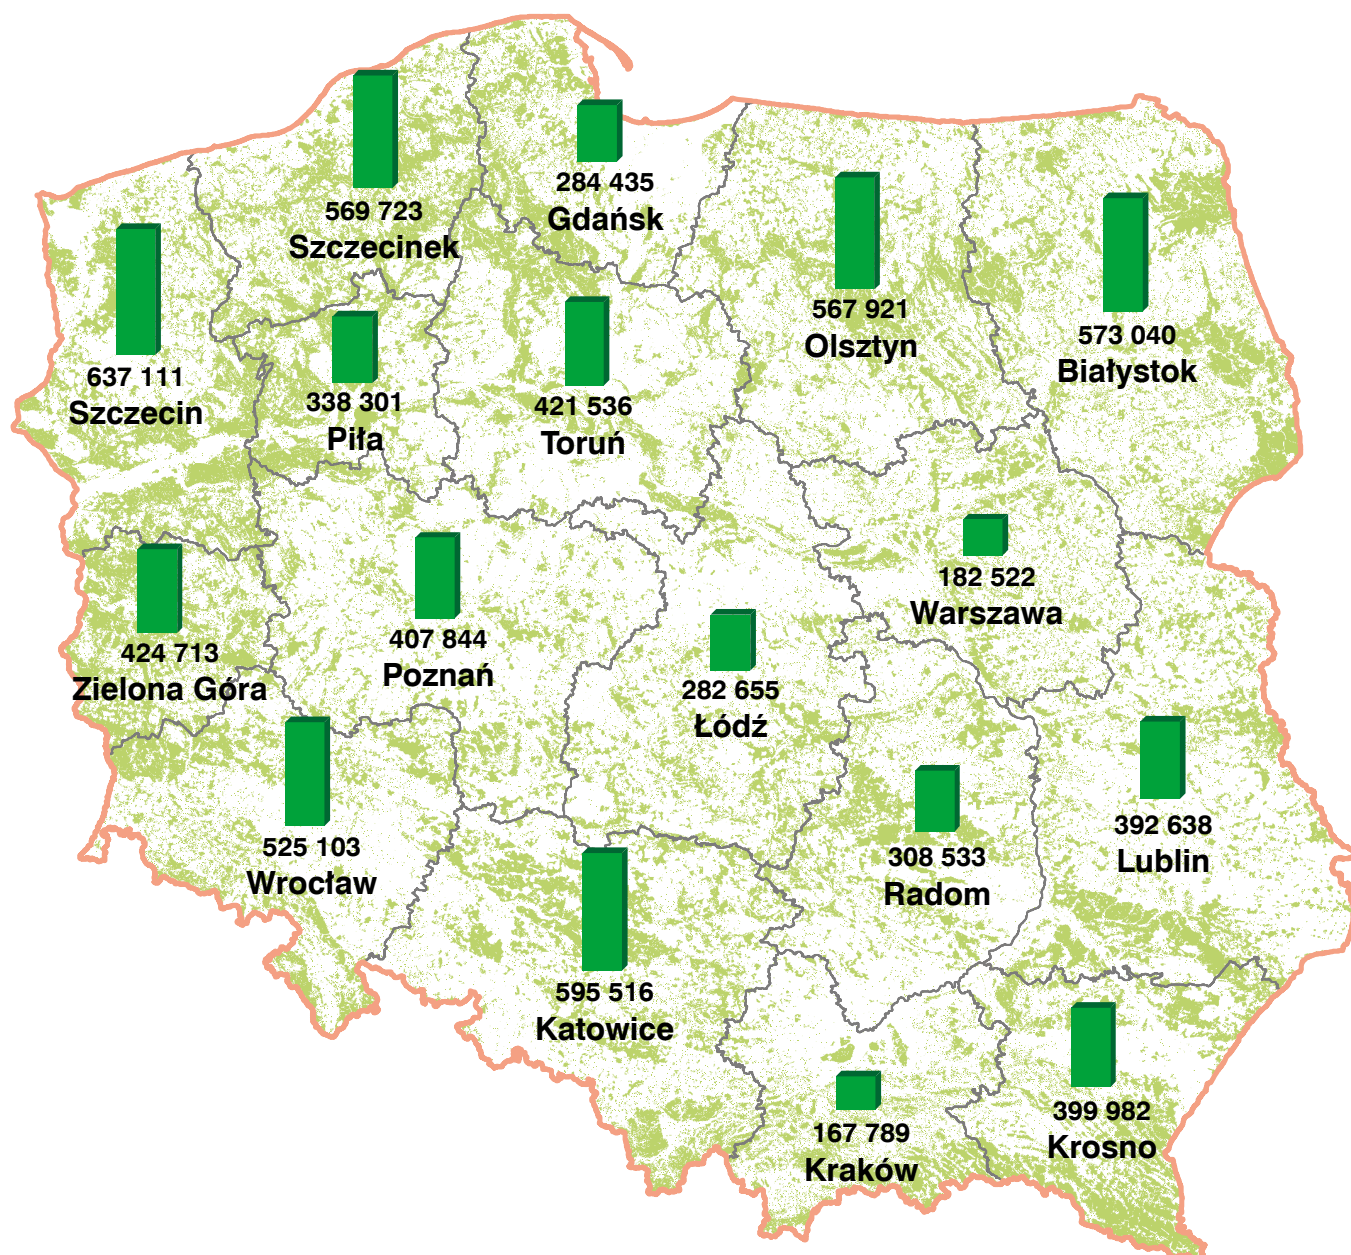 284 435
Gdańsk
569 723
Szczecinek
567 921
Olsztyn
573 040
Białystok
637 111
Szczecin
338 301
Piła
421 536
Toruń
182 522
Warszawa
424 713
Zielona Góra
407 844
Poznań
282 655
Łódź
525 103
Wrocław
308 533
Radom
392 638
Lublin
595 516
Katowice
399 982
Krosno
167 789
Kraków